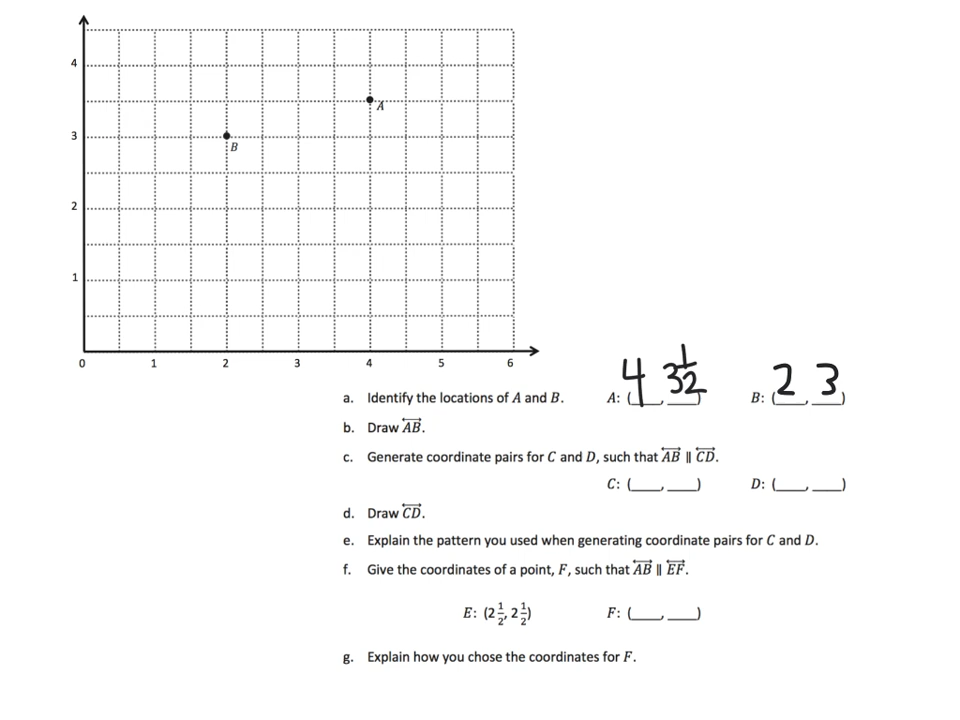 4
A
3
B
2
1
0 1 2 3 4 5 6
a. Identify the locations of A and B. A: (4, 3 1/2) B: (2, 3)
b. Draw A͞B⃡.
c. Generate coordinate pairs for C and D, such that AB⃡ ∥ CD⃡.
C: (___, ___) D: (___, ___)
d. Draw CD⃡.
e. Explain the pattern you used when generating coordinate pairs for C and D.
f. Give the coordinates of a point, F, such that AB⃡ ∥ EF⃡.
E: (2 1/2, 2 1/2) F: (___, ___)
g. Explain how you chose the coordinates for F.